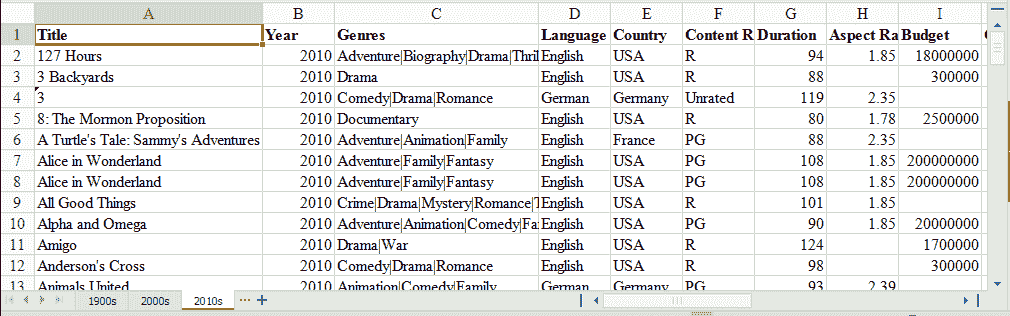 A B C D E F G H I
1 Title Year Genres Language Country Content R Duration Aspect Ra Budget
2 127 Hours 2010 Adventure|Biography|Drama|Thril English USA R 94 1.85 18000000
3 3 Backyards 2010 Drama English USA R 88 300000
4 3 2010 Comedy|Drama|Romance German Germany Unrated 119 2.35
5 8: The Mormon Proposition 2010 Documentary English USA R 80 1.78 2500000
6 A Turtle's Tale: Sammy's Adventures 2010 Adventure|Animation|Family English France PG 88 2.35
7 Alice in Wonderland 2010 Adventure|Family|Fantasy English USA PG 108 1.85 200000000
8 Alice in Wonderland 2010 Adventure|Family|Fantasy English USA PG 108 1.85 200000000
9 All Good Things 2010 Crime|Drama|Mystery|Romance|T English USA R 101 1.85
10 Alpha and Omega 2010 Adventure|Animation|Comedy|Fa English USA PG 90 1.85 20000000
11 Amigo 2010 Drama|War English USA R 124 1700000
12 Anderson's Cross 2010 Comedy|Drama|Romance English USA R 98 300000
13 Animals United 2010 Animation|Comedy|Family German Germany PG 93 2.39
1900s 2000s 2010s ··· +